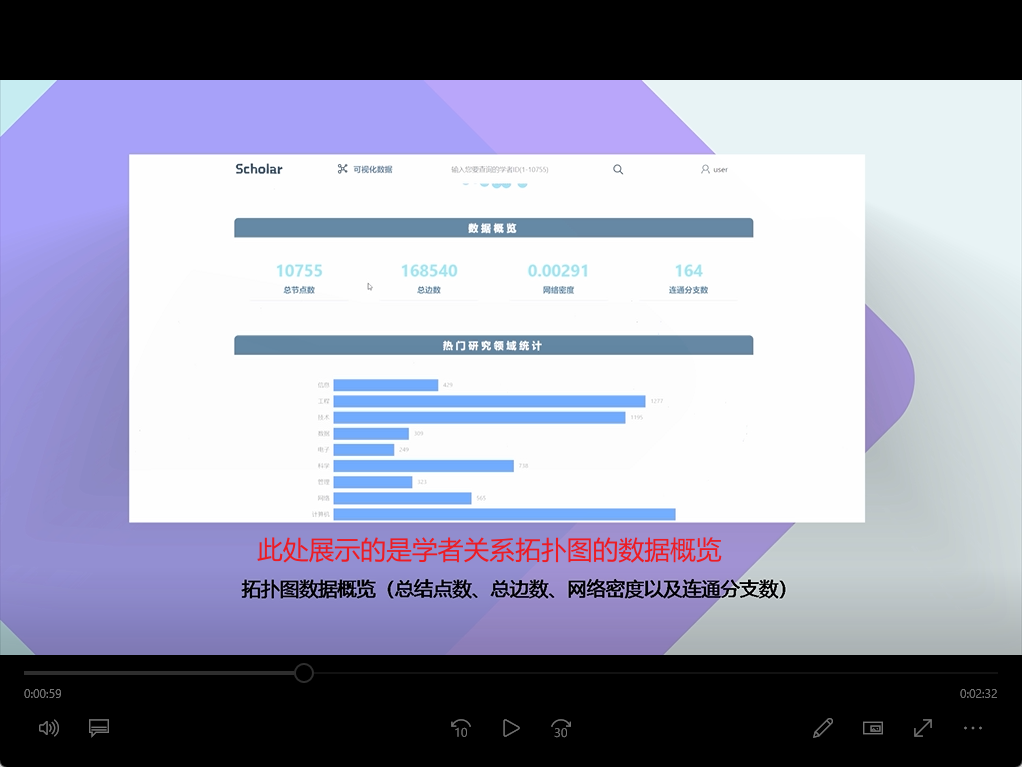 Scholar
可视化数据
输入您要查询的学者ID(1-10755)
user
数据概览
10755
168540
0.00291
164
总节点数
总边数
网络密度
连通分支数
热门研究领域统计
信息 429
工程 1277
技术 1195
规划 309
电子 249
科学 738
管理 323
网络 565
计算机
此处展示的是学者关系拓扑图的数据概览
拓扑图数据概览（总结点数、总边数、网络密度以及连通分支数）
0:00:59
0:02:32
10
30